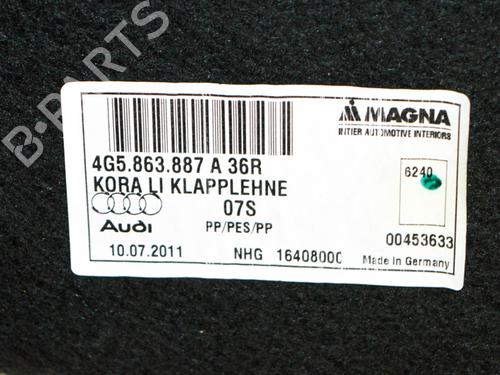 B-PARTS
MAGNA
INTIER AUTOMOTIVE INTERIORS
4G5.863.887 A 36R
KORA LI KLAPPLEHNE
07S
6240
Audi
PP/PES/PP
00453633
10.07.2011 NHG 16408000 Made in Germany